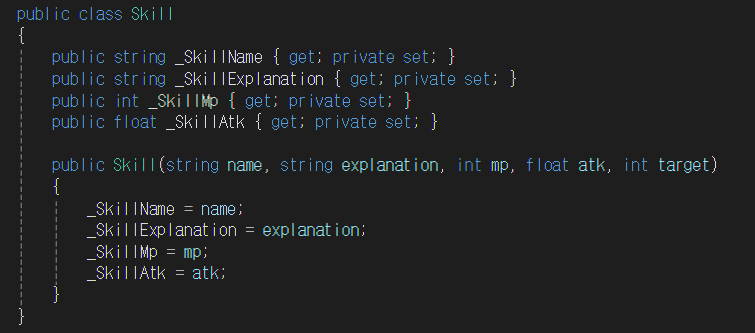 public class Skill
{
public string _SkillName { get; private set; }
public string _SkillExplanation { get; private set; }
public int _SkillMp { get; private set; }
public float _SkillAtk { get; private set; }
public Skill(string name, string explanation, int mp, float atk, int target)
{
_SkillName = name;
_SkillExplanation = explanation;
_SkillMp = mp;
_SkillAtk = atk;
}
}